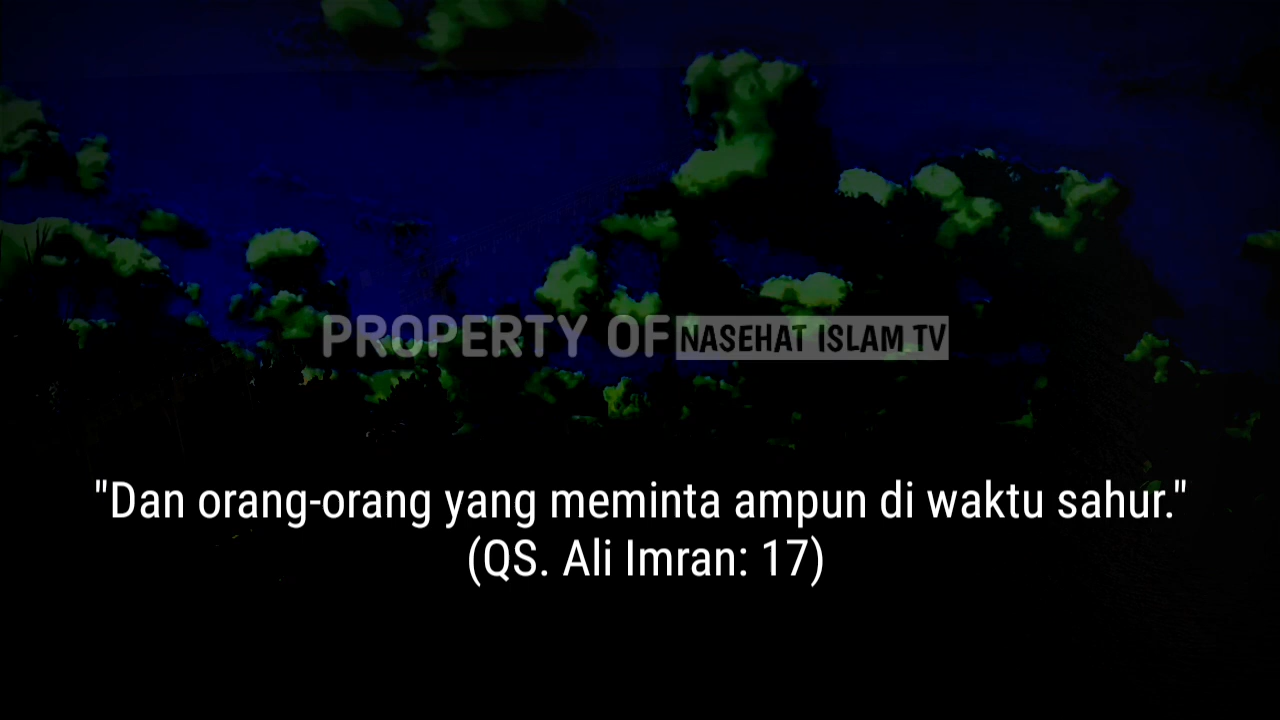 PROPERTY OF NASEHAT ISLAM TV
"Dan orang-orang yang meminta ampun di waktu sahur."
(QS. Ali Imran: 17)